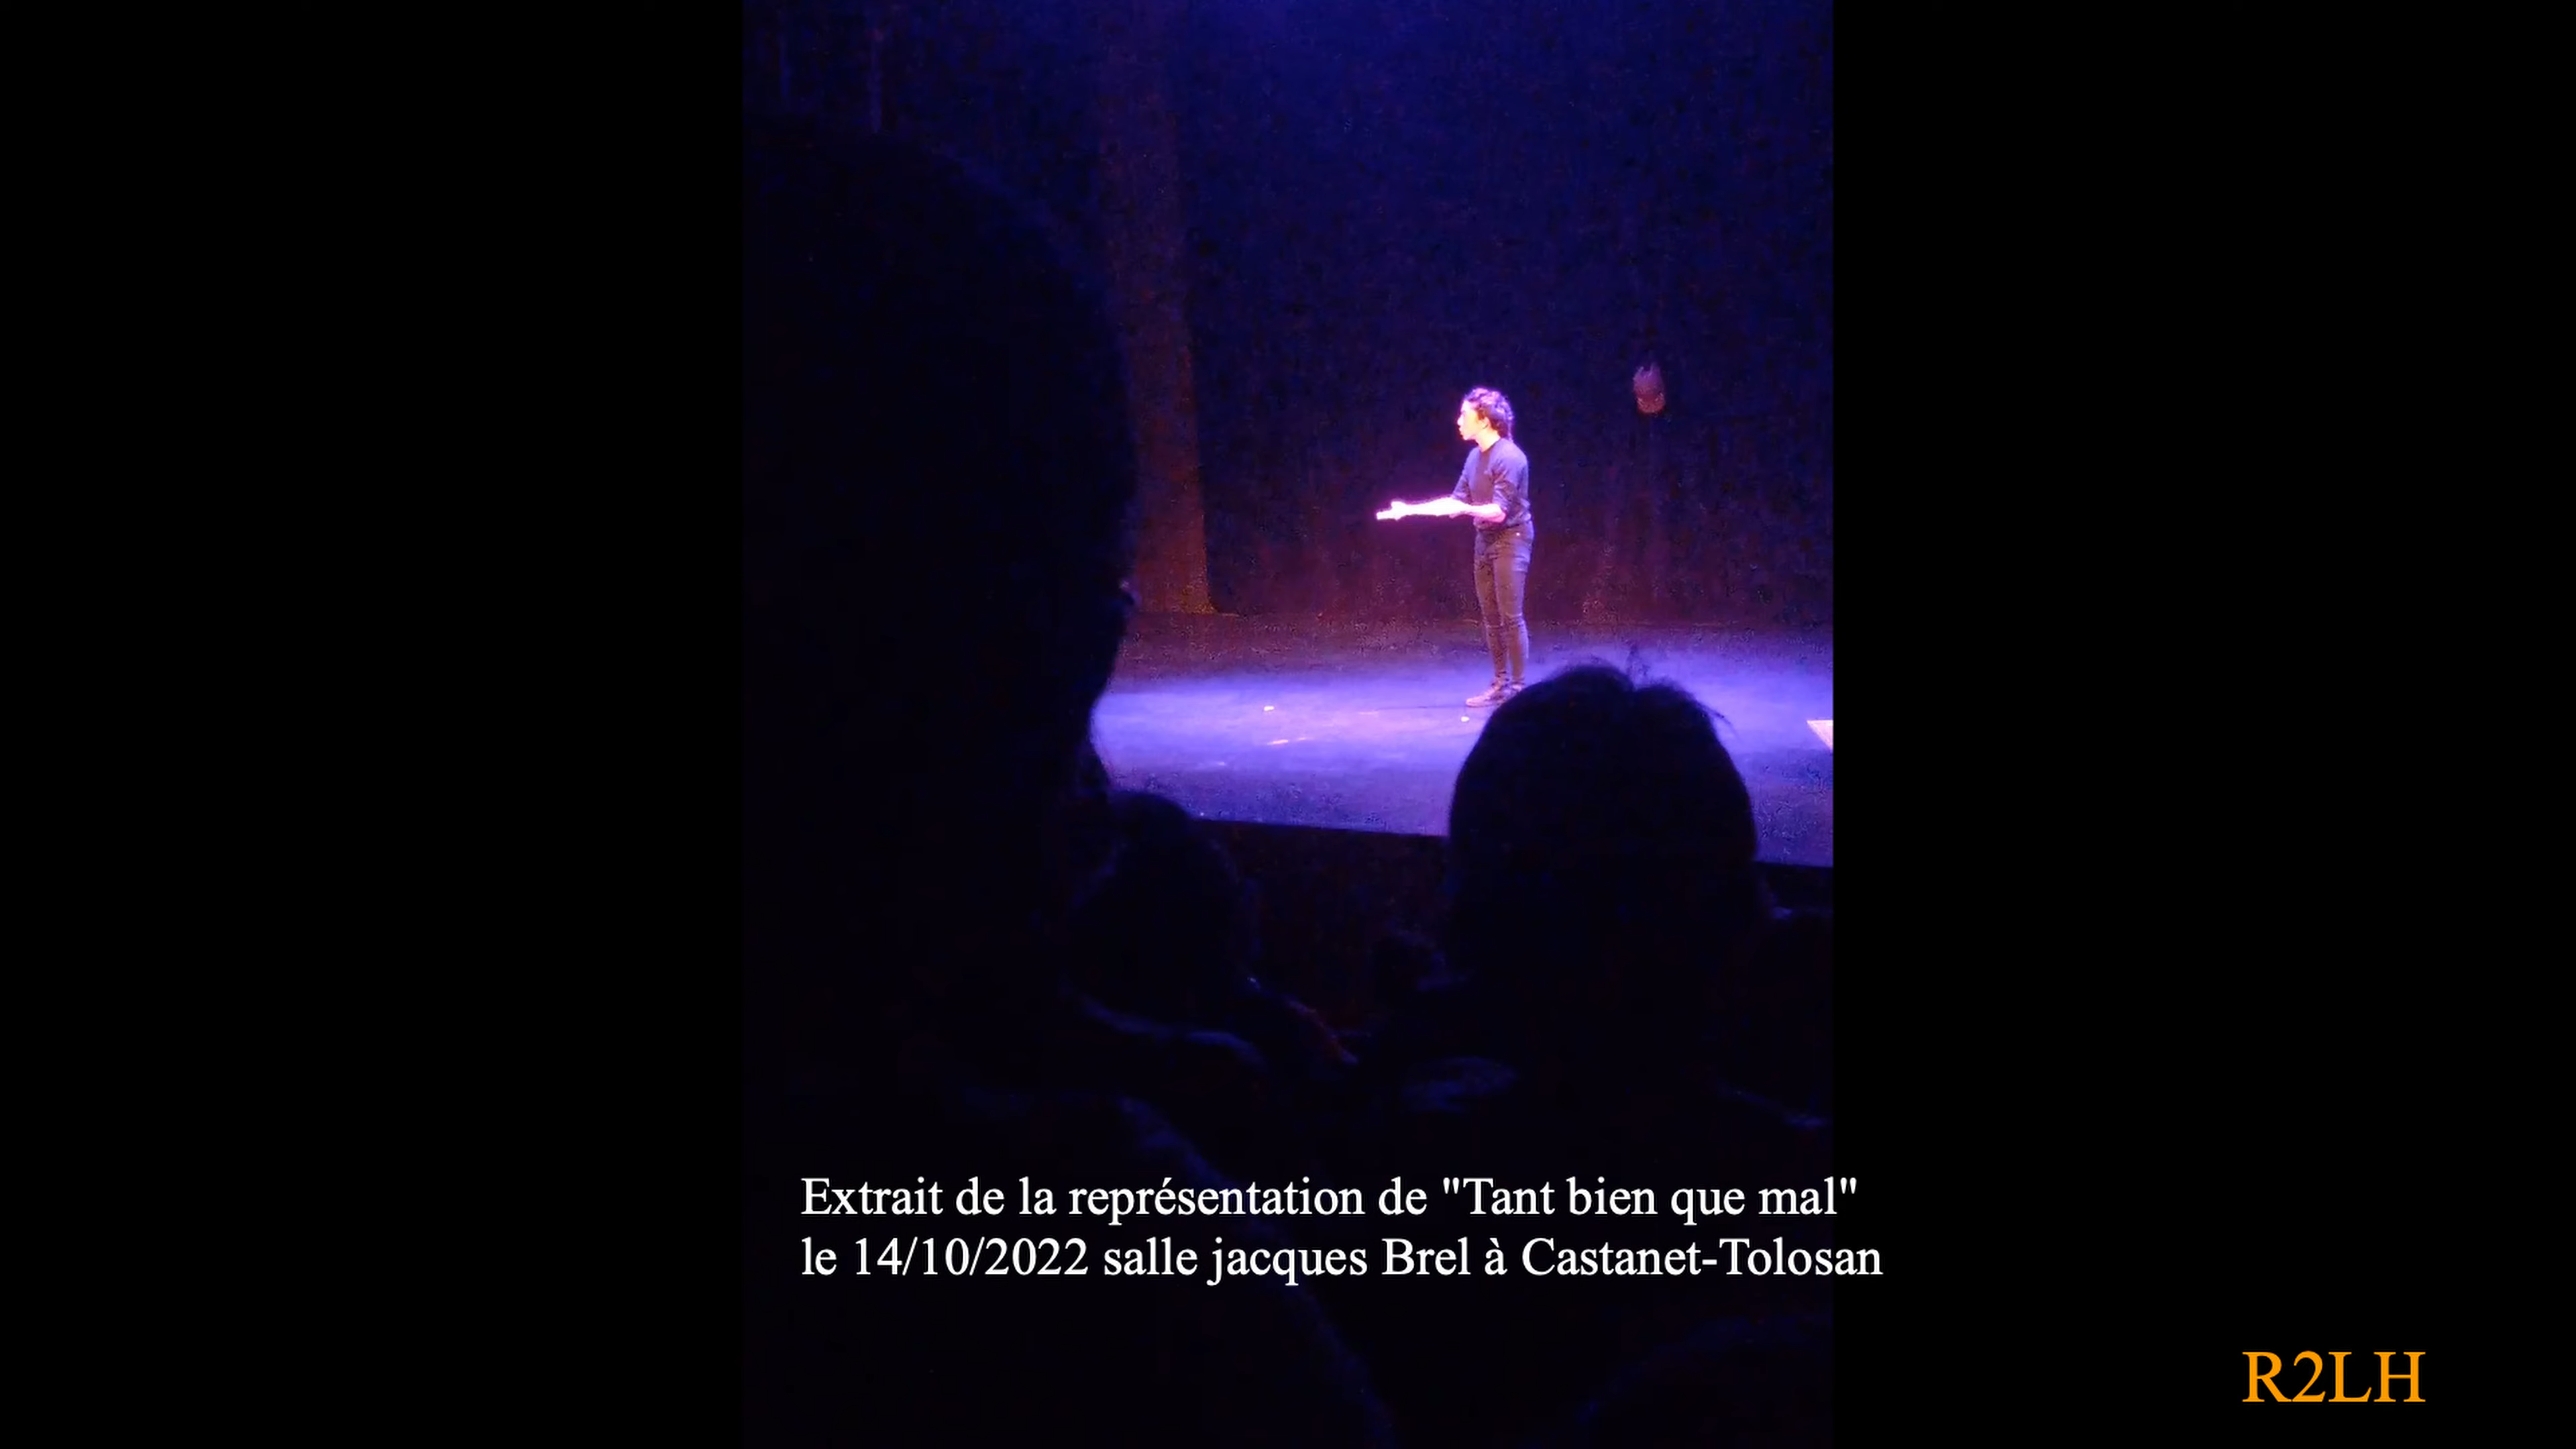 Extrait de la représentation de "Tant bien que mal"
le 14/10/2022 salle jacques Brel à Castanet-Tolosan
R2LH